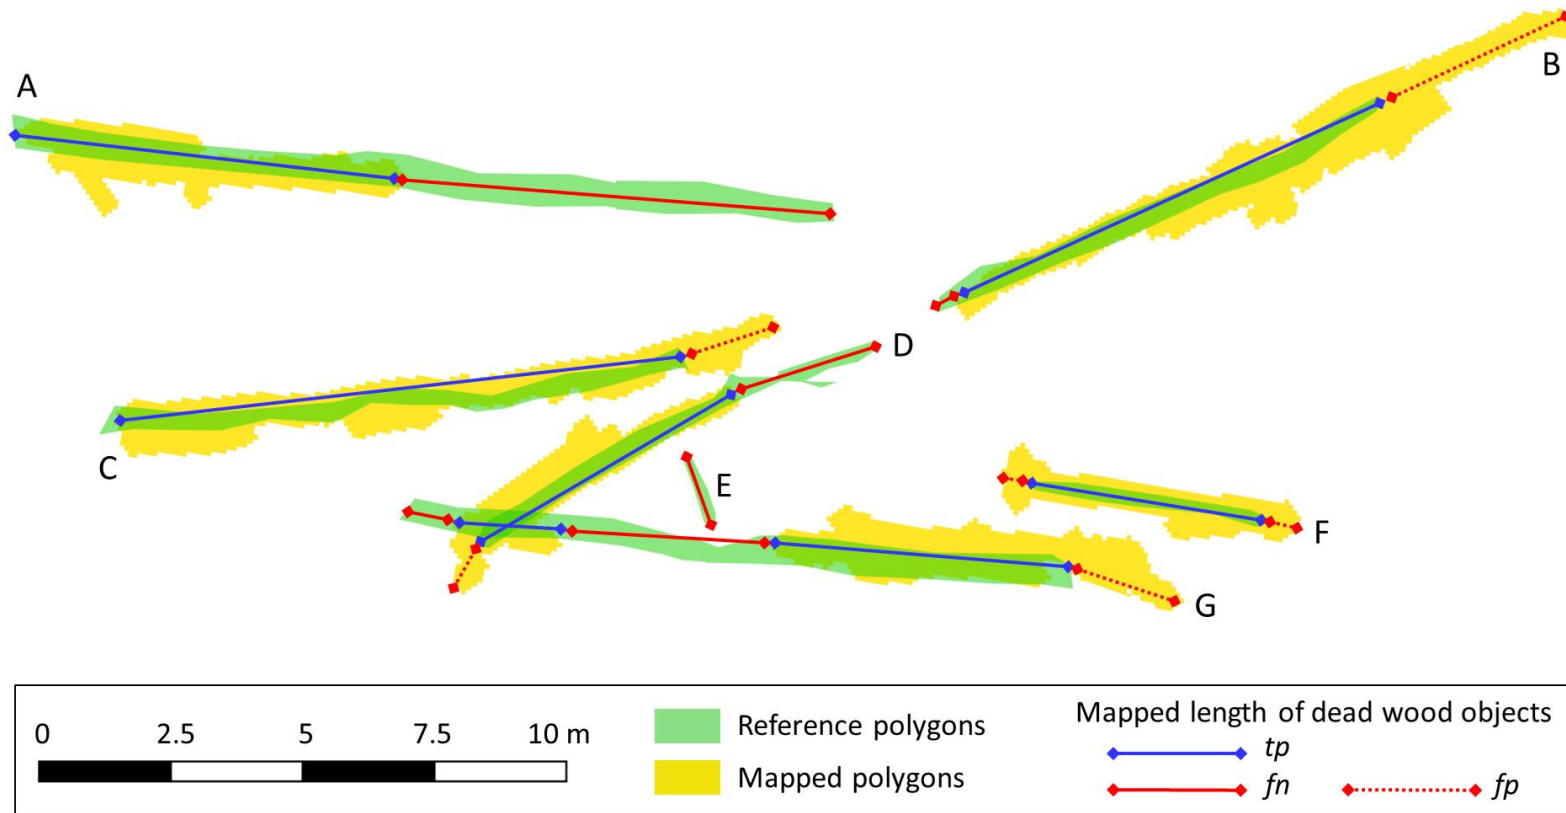 A
B
D
C
E
F
G
0 2.5 5 7.5 10 m
Reference polygons
Mapped polygons
Mapped length of dead wood objects
tp
fn
fp